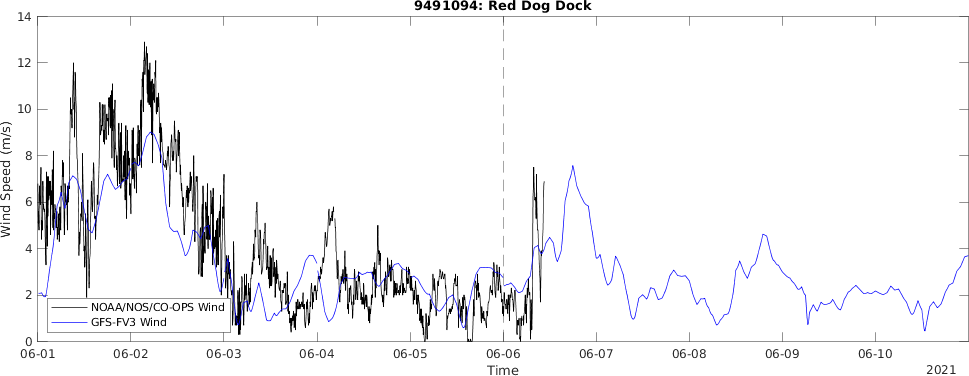 9491094: Red Dog Dock
14
12
10
8
6
4
2
0
Wind Speed (m/s)
NOAA/NOS/CO-OPS Wind
GFS-FV3 Wind
06-01 06-02 06-03 06-04 06-05 06-06 06-07 06-08 06-09 06-10
Time
2021